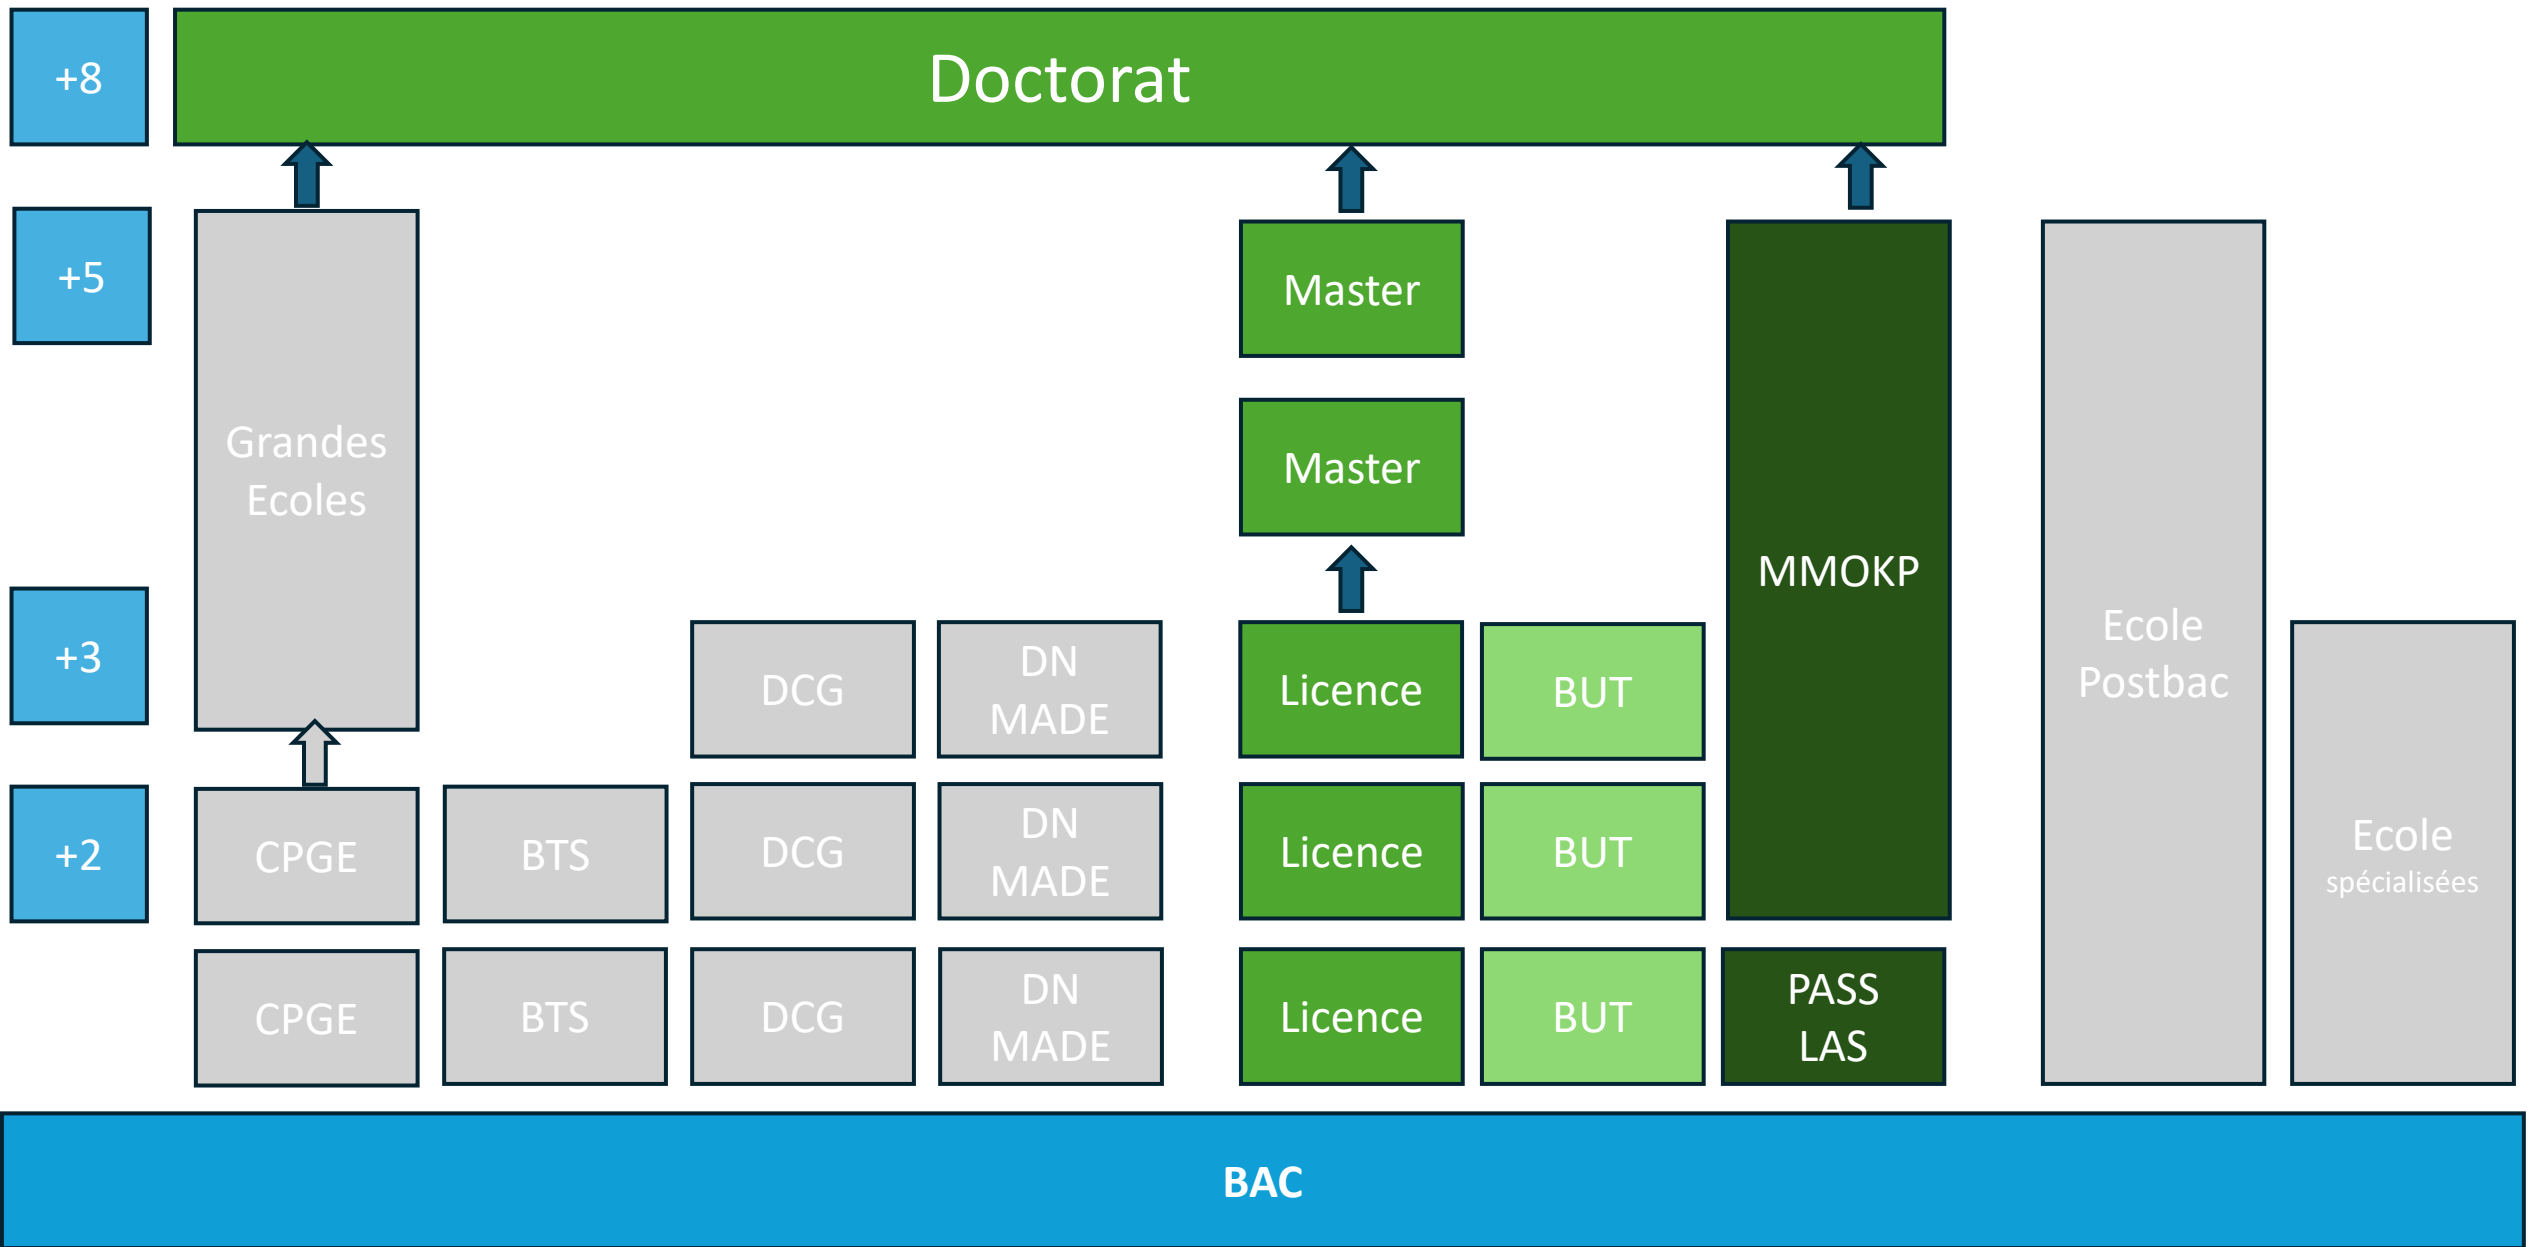 +8
Doctorat
+5
Master
Grandes
Ecoles
Master
MMOKP
+3
DCG
DN
MADE
Licence
BUT
Ecole
Postbac
+2
CPGE
BTS
DCG
DN
MADE
Licence
BUT
Ecole
spécialisées
CPGE
BTS
DCG
DN
MADE
Licence
BUT
PASS
LAS
BAC